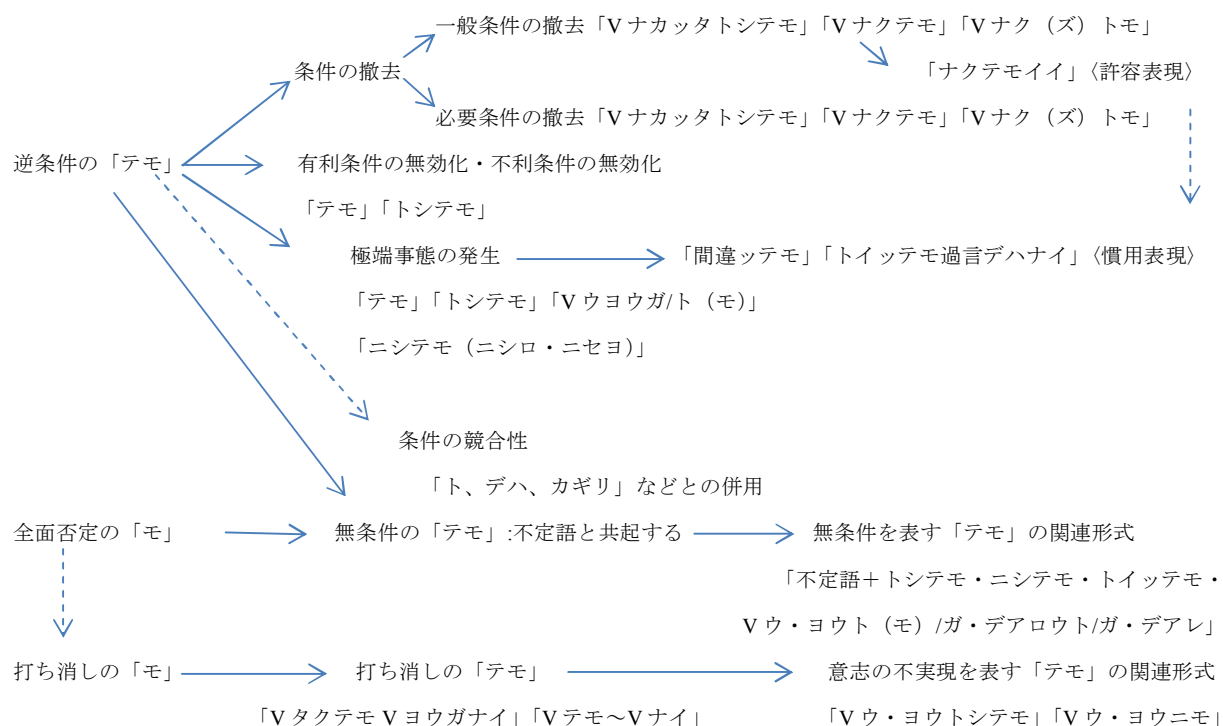 一般条件の撤去「V ナカッタトシテモ」「V ナクテモ」「V ナク（ズ）トモ」
条件の撤去 「ナクテモイイ」〈許容表現〉
必要条件の撤去「V ナカッタトシテモ」「V ナクテモ」「V ナク（ズ）トモ」
逆条件の「テモ」 有利条件の無効化・不利条件の無効化
「テモ」「トシテモ」
極端事態の発生 「間違ッテモ」「トイッテモ過言デハナイ」〈慣用表現〉
「テモ」「トシテモ」「V ウヨウガ/ト（モ）」
「ニシテモ（ニシロ・ニセヨ）」
条件の競合性
「ト、デハ、カギリ」などとの併用
全面否定の「モ」 無条件の「テモ」:不定語と共起する 無条件を表す「テモ」の関連形式
「不定語＋トシテモ・ニシテモ・トイッテモ・
V ウ・ヨウト（モ）/ガ・デアロウト/ガ・デアレ」
打ち消しの「モ」 打ち消しの「テモ」 意志の不実現を表す「テモ」の関連形式
「V タクテモ V ヨウガナイ」「V テモ～V ナイ」 「V ウ・ヨウトシテモ」「V ウ・ヨウニモ」